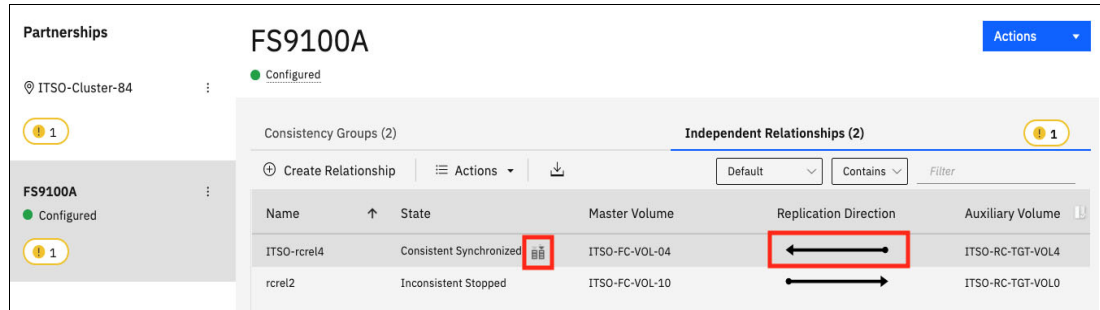 Partnerships
ITSO-Cluster-84
1
FS9100A
Configured
1
FS9100A
Configured
Actions
Consistency Groups (2)
Independent Relationships (2)
1
Create Relationship
Actions
Default
Contains
Filter
Name
State
Master Volume
Replication Direction
Auxiliary Volume
ITSO-rcrel4
Consistent Synchronized
ITSO-FC-VOL-04
ITSO-RC-TGT-VOL4
rcrel2
Inconsistent Stopped
ITSO-FC-VOL-10
ITSO-RC-TGT-VOL0